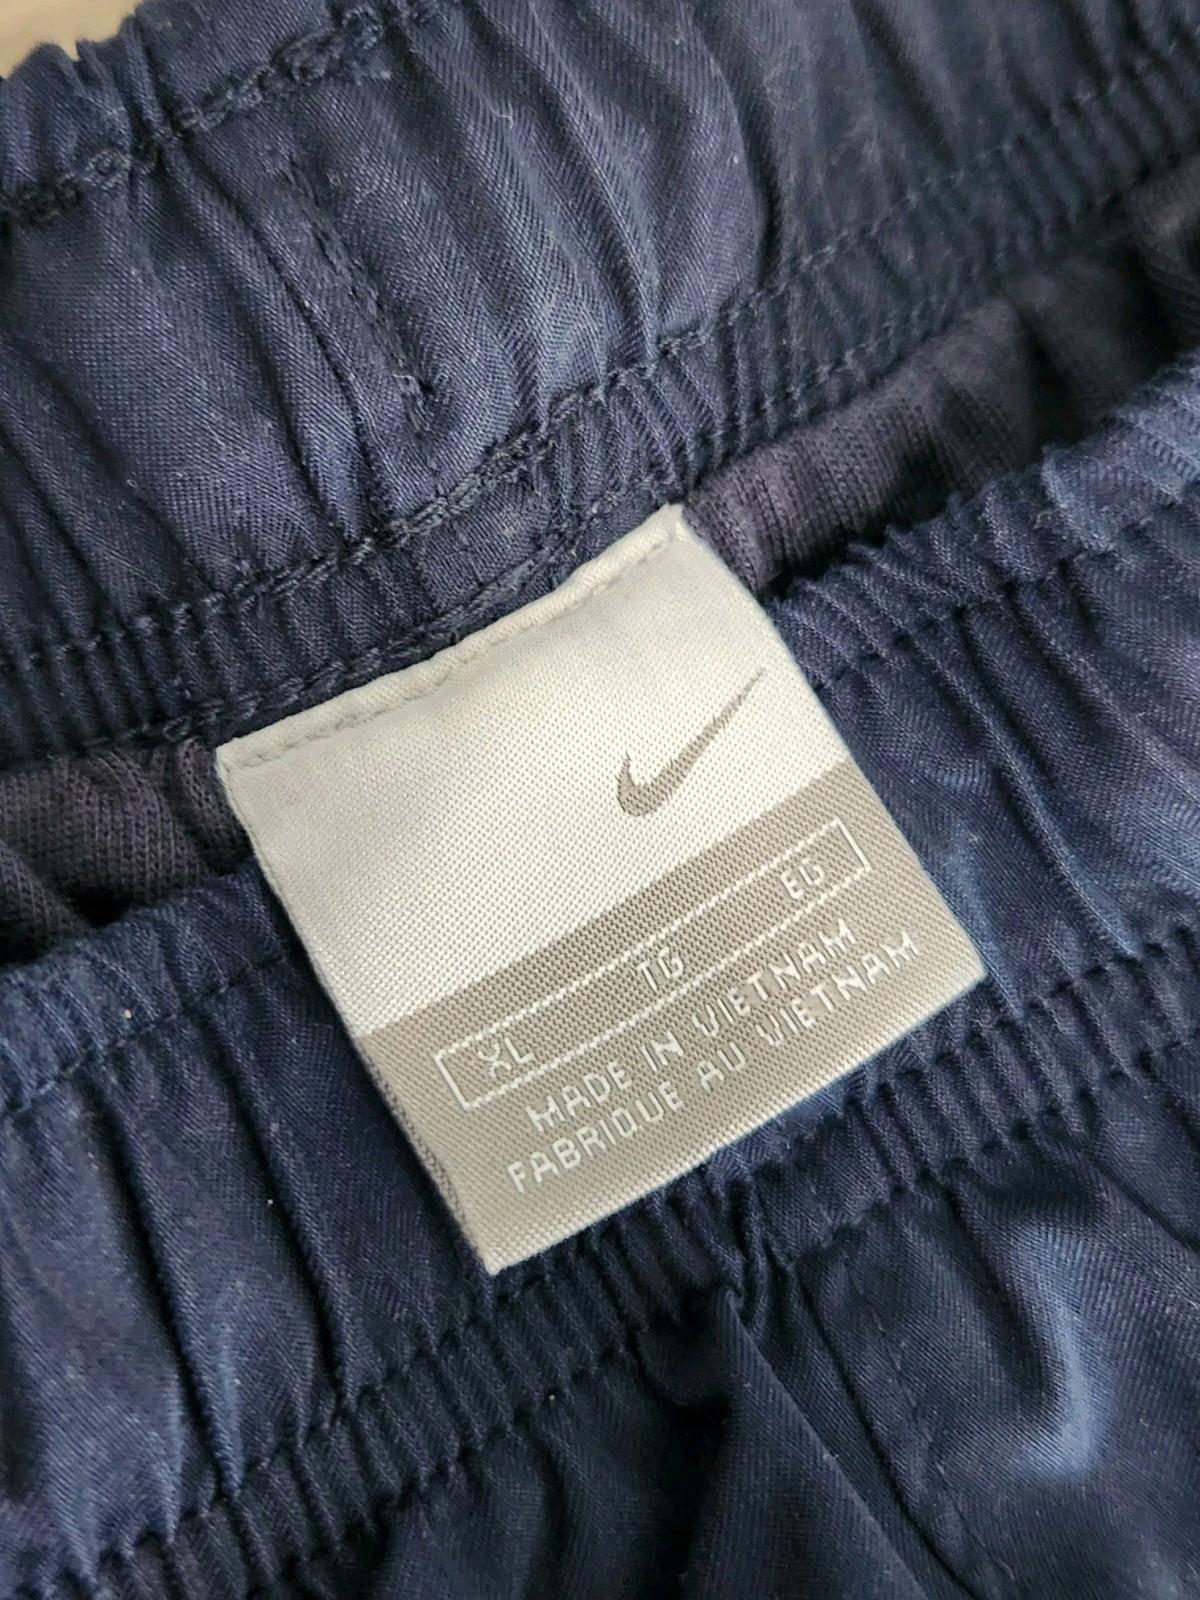 XL TG EG
MADE IN VIETNAM
FABRIQUE AU VIETNAM